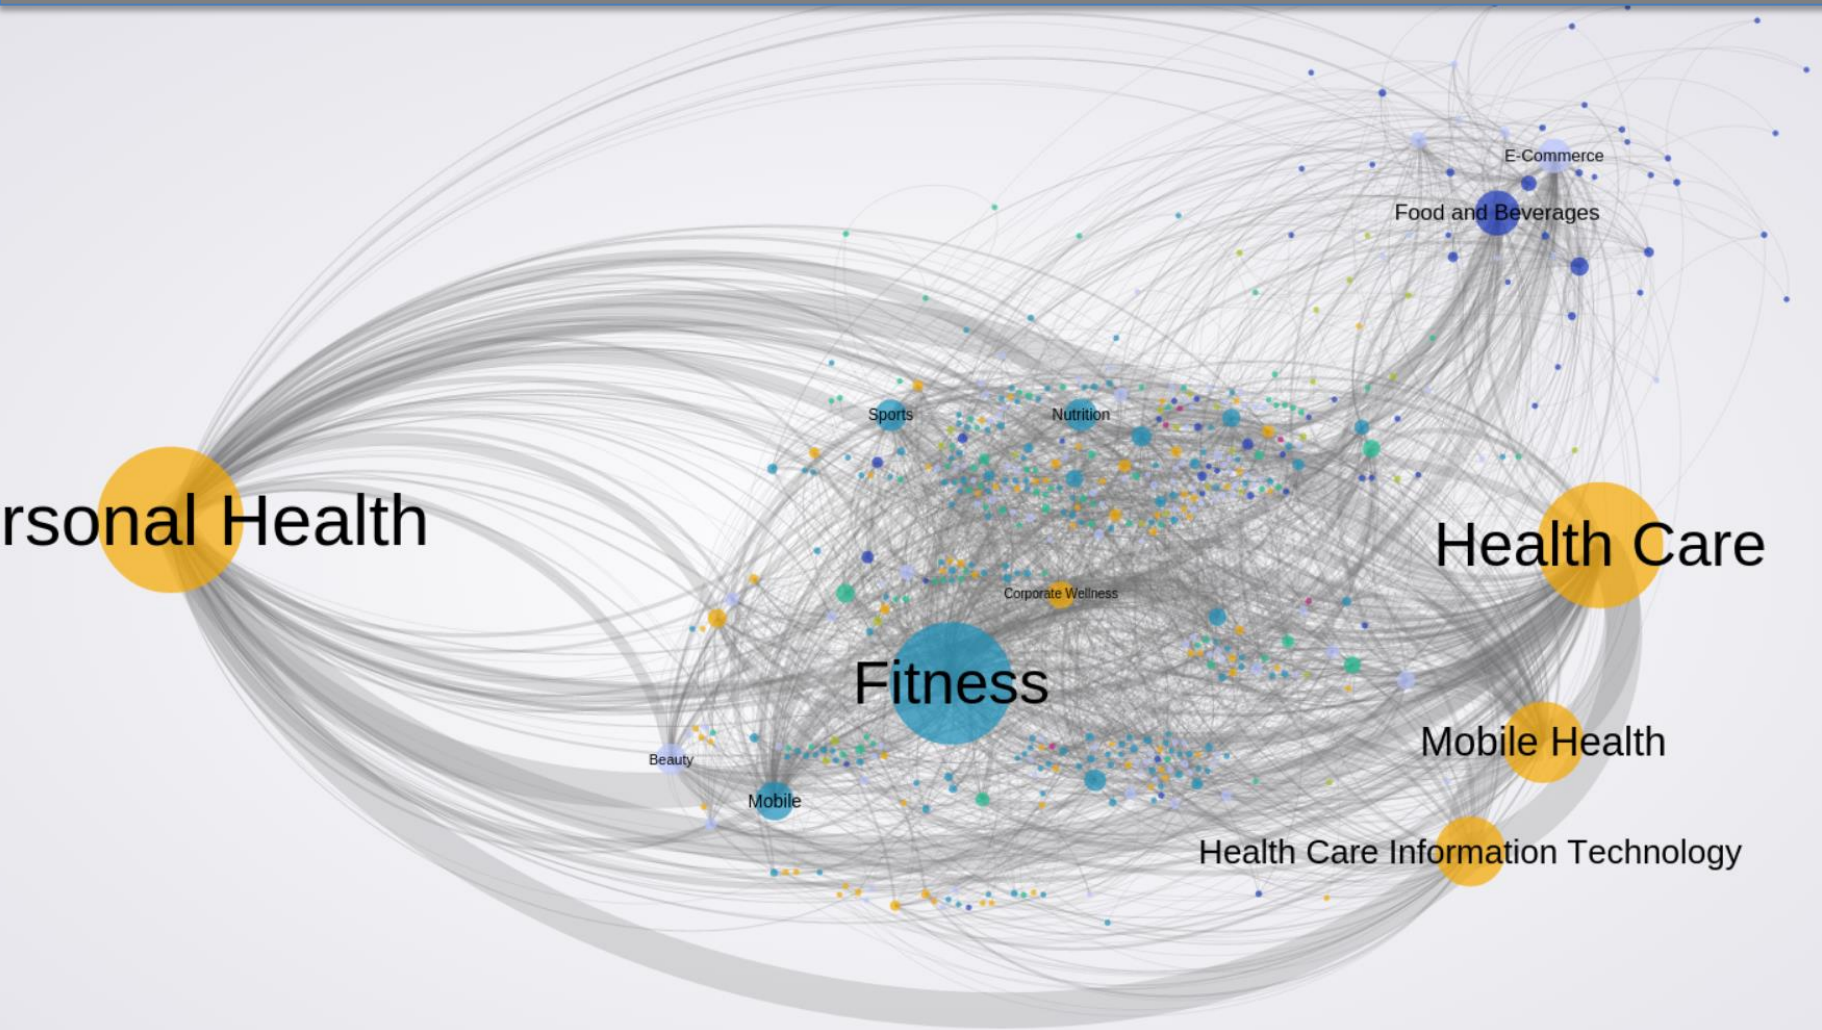 E-Commerce
Food and Beverages
Sports
Nutrition
rsonal Health
Health Care
Corporate Wellness
Fitness
Mobile Health
Beauty
Mobile
Health Care Information Technology